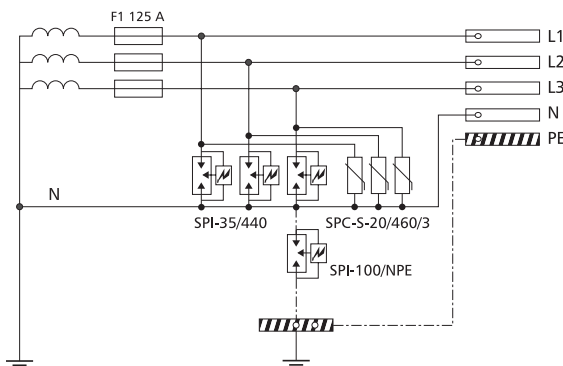 F1 125 A
L1
L2
L3
N
PE
N
SPI-35/440
SPC-S-20/460/3
SPI-100/NPE